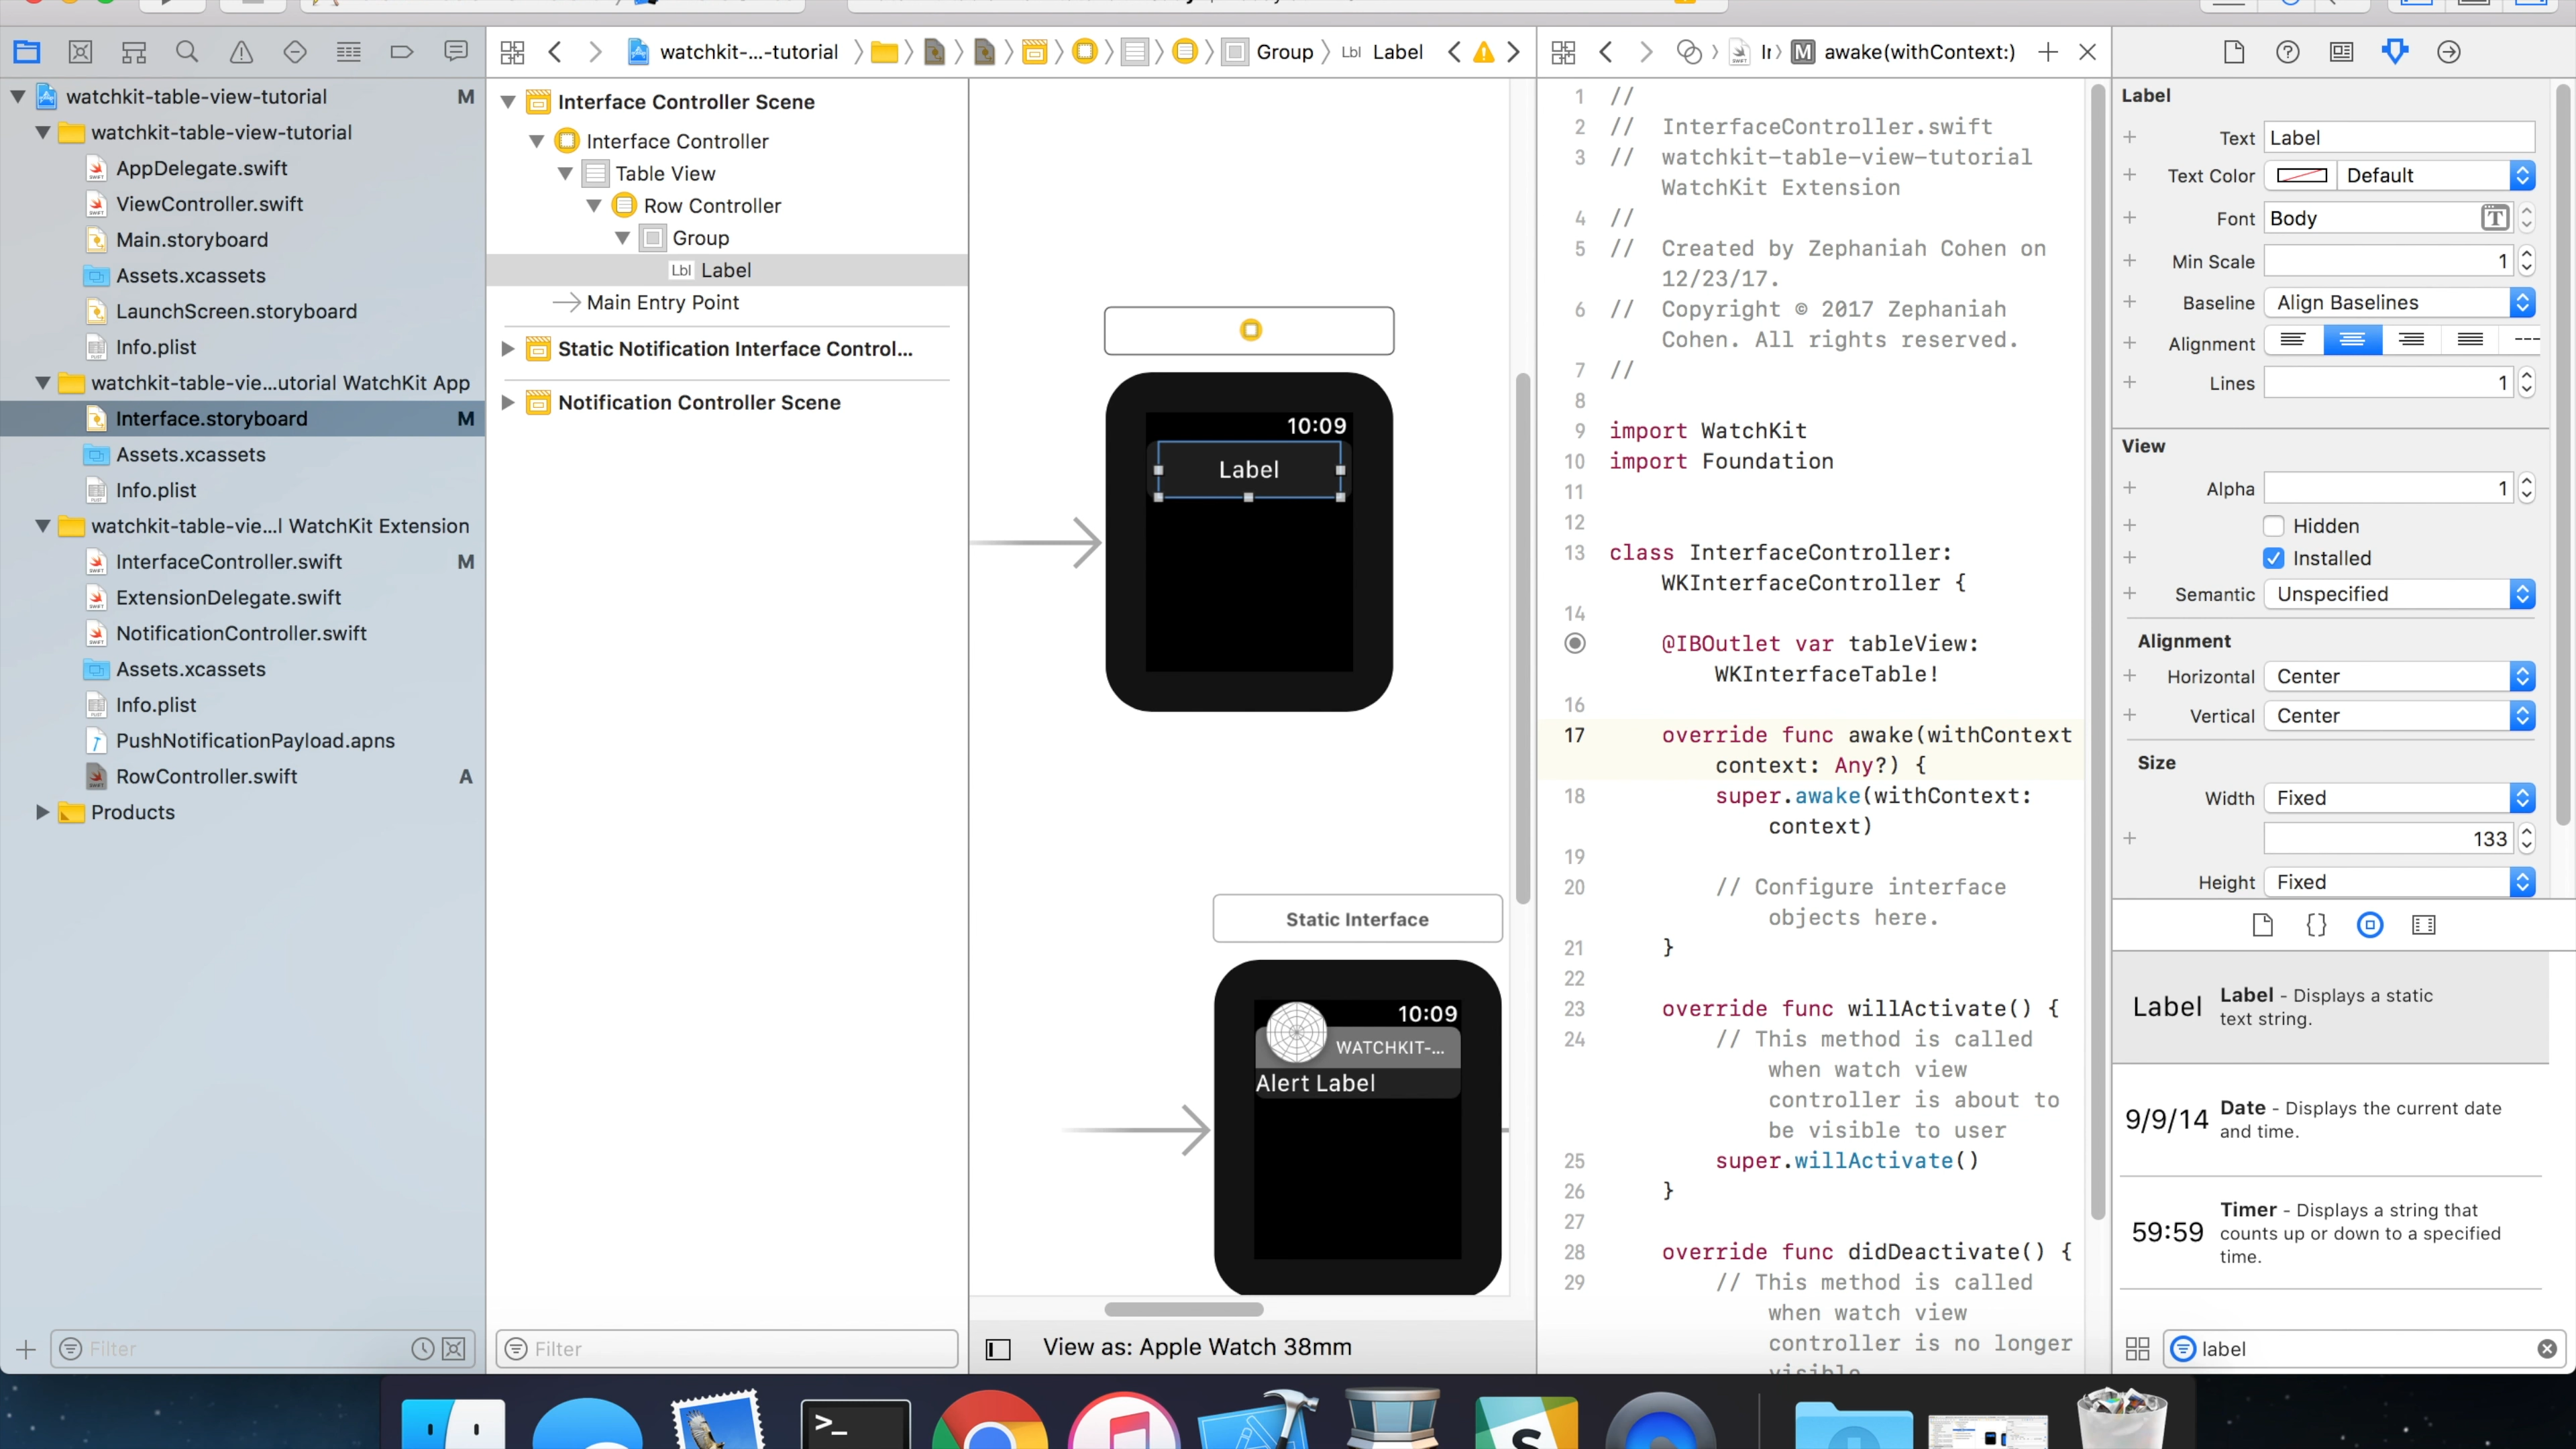 watchkit-...-tutorial
Group
Lbl Label
Ir
M awake(withContext:)
watchkit-table-view-tutorial M
watchkit-table-view-tutorial
AppDelegate.swift
ViewController.swift
Main.storyboard
Assets.xcassets
LaunchScreen.storyboard
Info.plist
watchkit-table-vie...utorial WatchKit App
Interface.storyboard M
Assets.xcassets
Info.plist
watchkit-table-vie...l WatchKit Extension
InterfaceController.swift M
ExtensionDelegate.swift
NotificationController.swift
Assets.xcassets
Info.plist
PushNotificationPayload.apns
RowController.swift A
Products
Filter
Interface Controller Scene
Interface Controller
Table View
Row Controller
Group
Lbl Label
Main Entry Point
Static Notification Interface Control...
Notification Controller Scene
Filter
10:09
Label
Static Interface
10:09
WATCHKIT-...
Alert Label
View as: Apple Watch 38mm
1 //
2 // InterfaceController.swift
3 // watchkit-table-view-tutorial
WatchKit Extension
4 //
5 // Created by Zephaniah Cohen on
12/23/17.
6 // Copyright © 2017 Zephaniah
Cohen. All rights reserved.
7 //
8
9 import WatchKit
10 import Foundation
11
12
13 class InterfaceController:
WKInterfaceController {
14
@IBOutlet var tableView:
WKInterfaceTable!
16
17 override func awake(withContext
context: Any?) {
18 super.awake(withContext:
context)
19
20 // Configure interface
objects here.
21 }
22
23 override func willActivate() {
24 // This method is called
when watch view
controller is about to
be visible to user
25 super.willActivate()
26 }
27
28 override func didDeactivate() {
29 // This method is called
when watch view
controller is no longer
visible
Label
Text Label
Text Color Default
Font Body T
Min Scale 1
Baseline Align Baselines
Alignment
Lines 1
View
Alpha 1
Hidden
Installed
Semantic Unspecified
Alignment
Horizontal Center
Vertical Center
Size
Width Fixed
133
Height Fixed
Label Label - Displays a static
text string.
9/9/14 Date - Displays the current date
and time.
59:59 Timer - Displays a string that
counts up or down to a specified
time.
label
>_
S